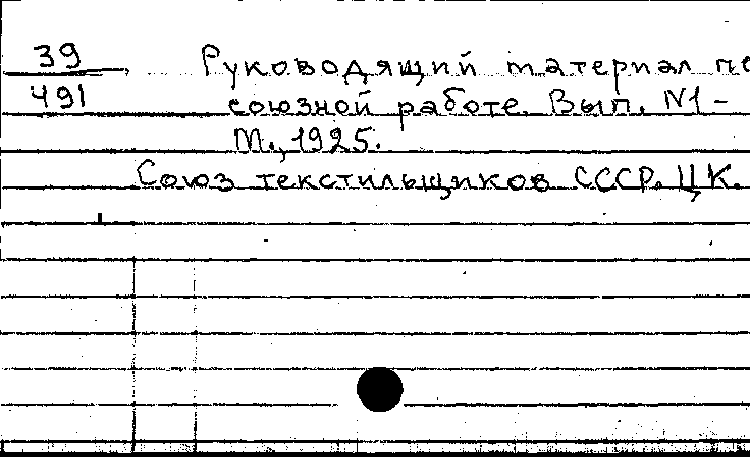 39 Руководящий материал по
491 союзной работе. Вып. N1-
М., 1925.
Союз текстильщиков СССР. ЦК.